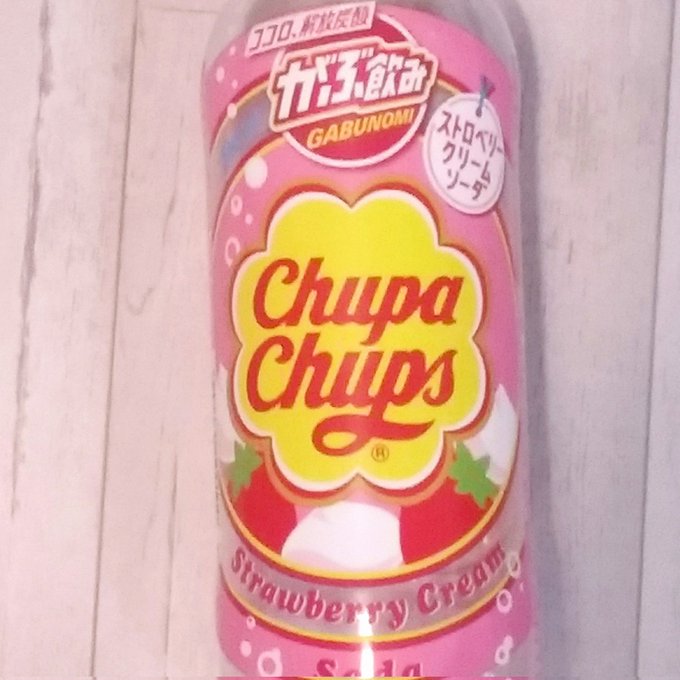 ココロ、解放炭酸
がぶ飲み
GABUNOMI
ストロベリー
クリーム
ソーダ
Chupa
Chups
®
Strawberry Cream
Soda